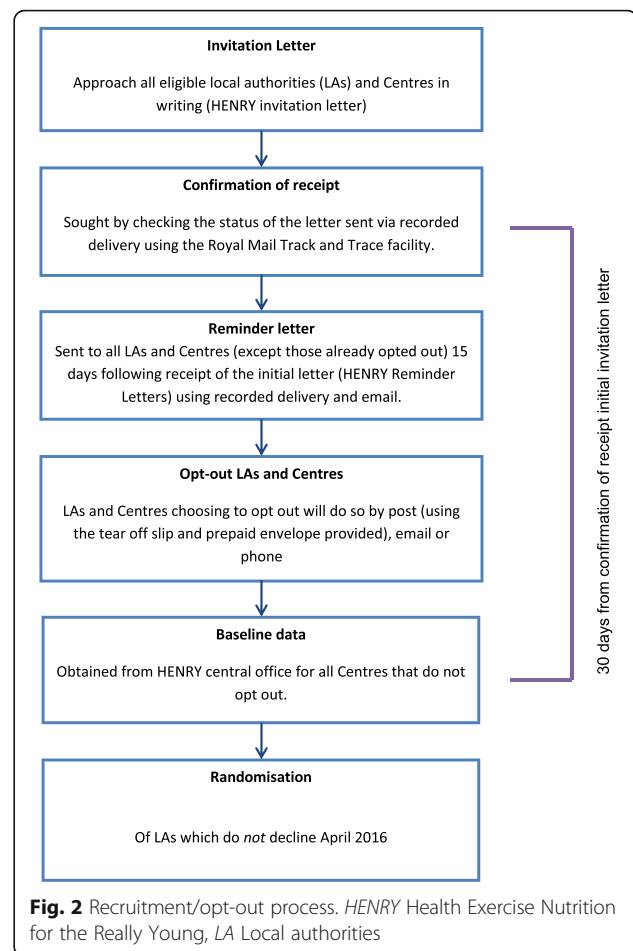 Invitation Letter
Approach all eligible local authorities (LAs) and Centres in
writing (HENRY invitation letter)
Confirmation of receipt
Sought by checking the status of the letter sent via recorded
delivery using the Royal Mail Track and Trace facility.
Reminder letter
Sent to all LAs and Centres (except those already opted out) 15
days following receipt of the initial letter (HENRY Reminder
Letters) using recorded delivery and email.
Opt-out LAs and Centres
LAs and Centres choosing to opt out will do so by post (using
the tear off slip and prepaid envelope provided), email or
phone
Baseline data
Obtained from HENRY central office for all Centres that do not
opt out.
Randomisation
Of LAs which do not decline April 2016
30 days from confirmation of receipt initial invitation letter
Fig. 2 Recruitment/opt-out process. HENRY Health Exercise Nutrition
for the Really Young, LA Local authorities